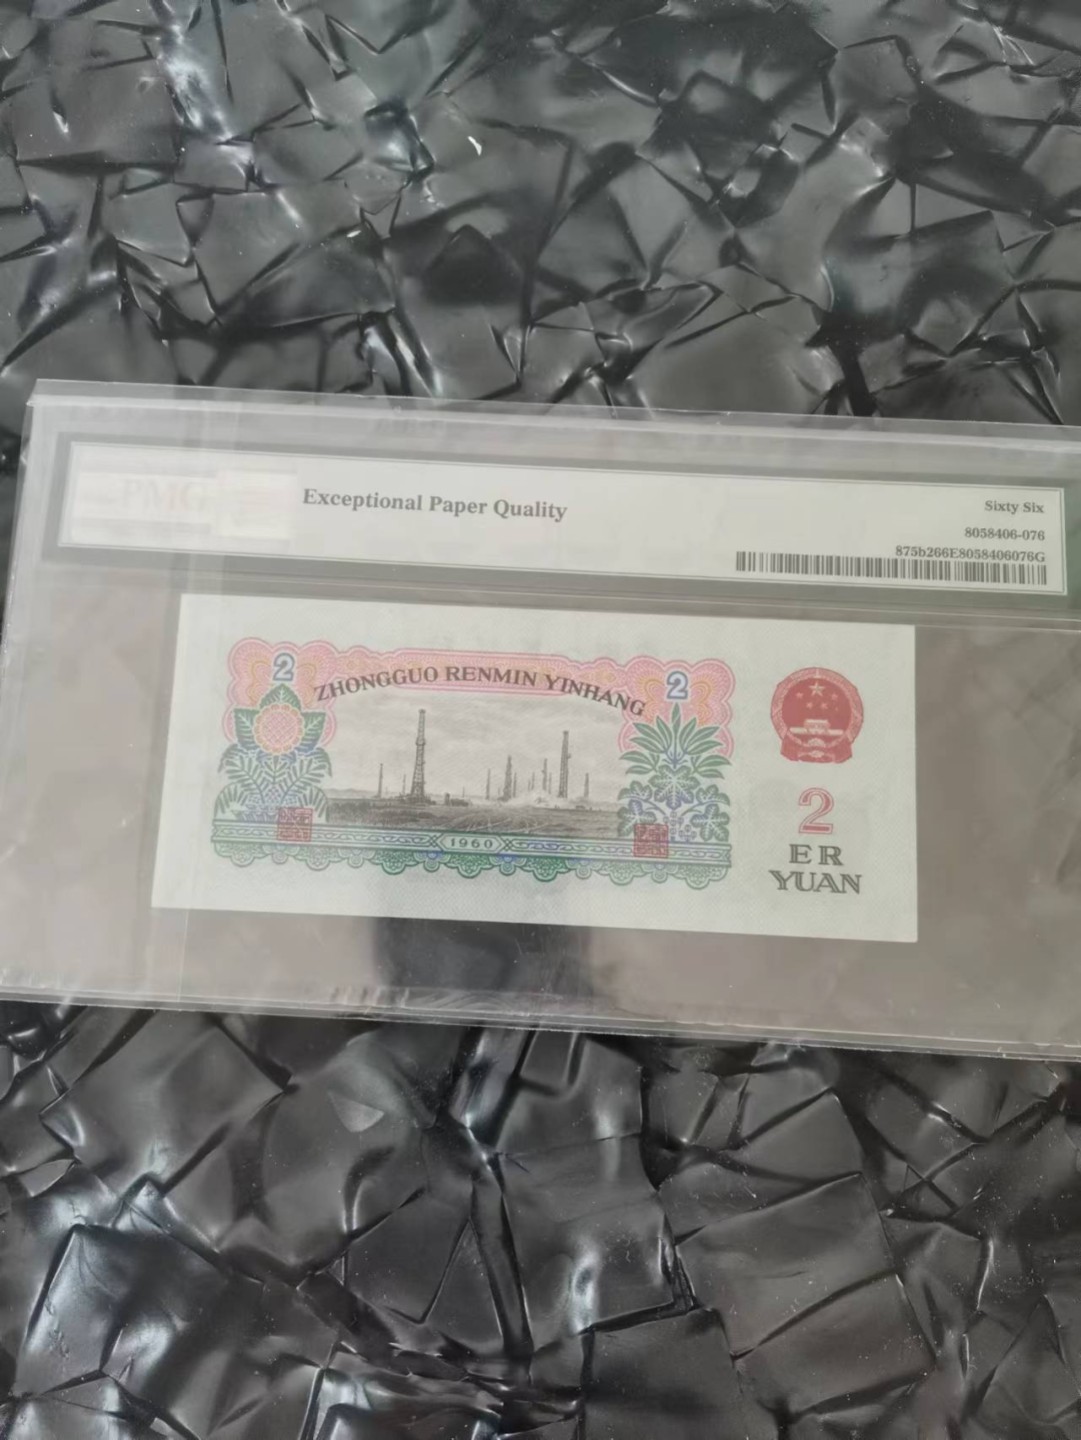 PMG
Exceptional Paper Quality
Sixty Six
8058406-076
875b266E8058406076G
2
ZHONGGUO RENMIN YINHANG
2
1960
2
ER
YUAN